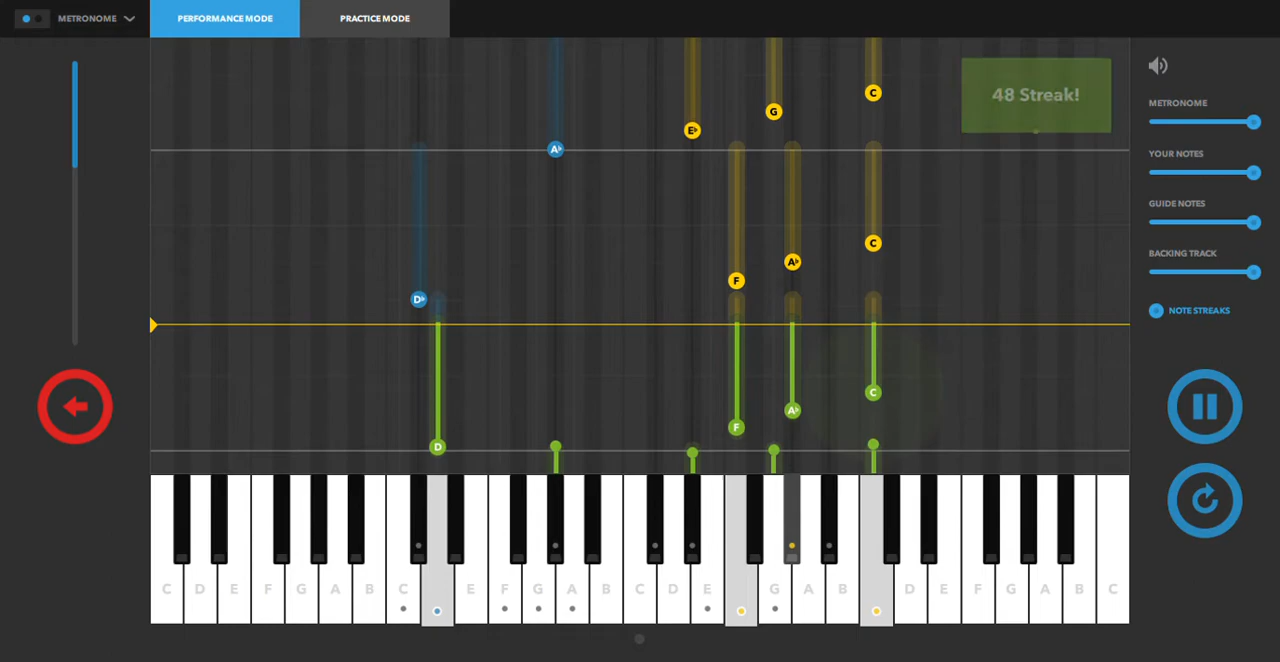 METRONOME
PERFORMANCE MODE
PRACTICE MODE
48 Streak!
METRONOME
YOUR NOTES
GUIDE NOTES
BACKING TRACK
NOTE STREAKS
C
G
E♭
A♭
C
A♭
F
D♭
C
A♭
F
D
C D E F G A B C E F G A B C D E G A B D E F G A B C